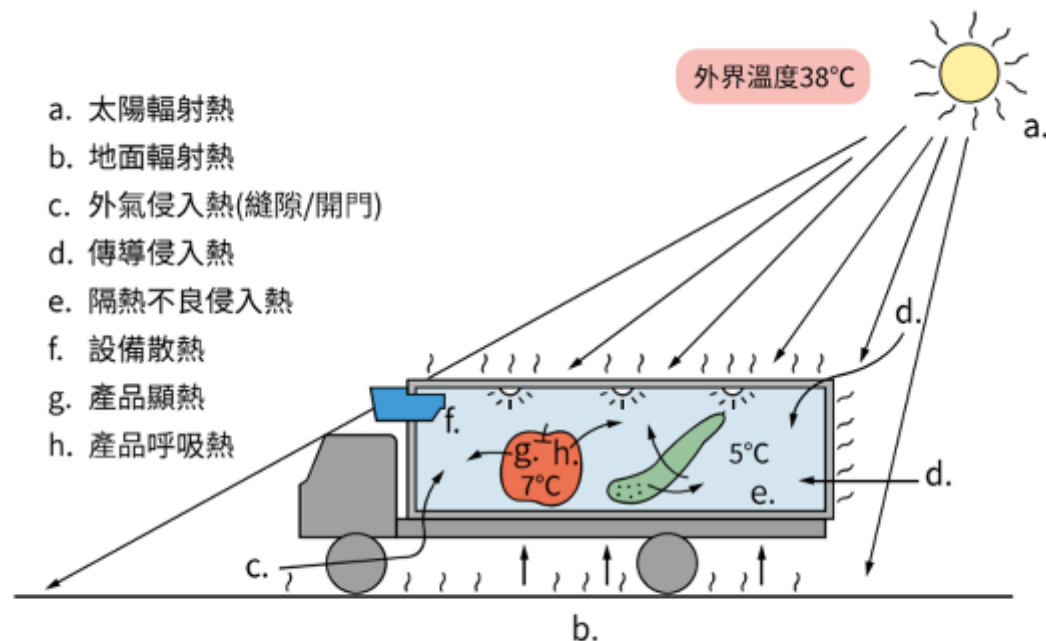 外界溫度38°C
a.
a. 太陽輻射熱
b. 地面輻射熱
c. 外氣侵入熱(縫隙/開門)
d. 傳導侵入熱
e. 隔熱不良侵入熱
f. 設備散熱
g. 產品顯熱
h. 產品呼吸熱
d.
f.
g. h.
7°C
5°C
e.
d.
c.
b.